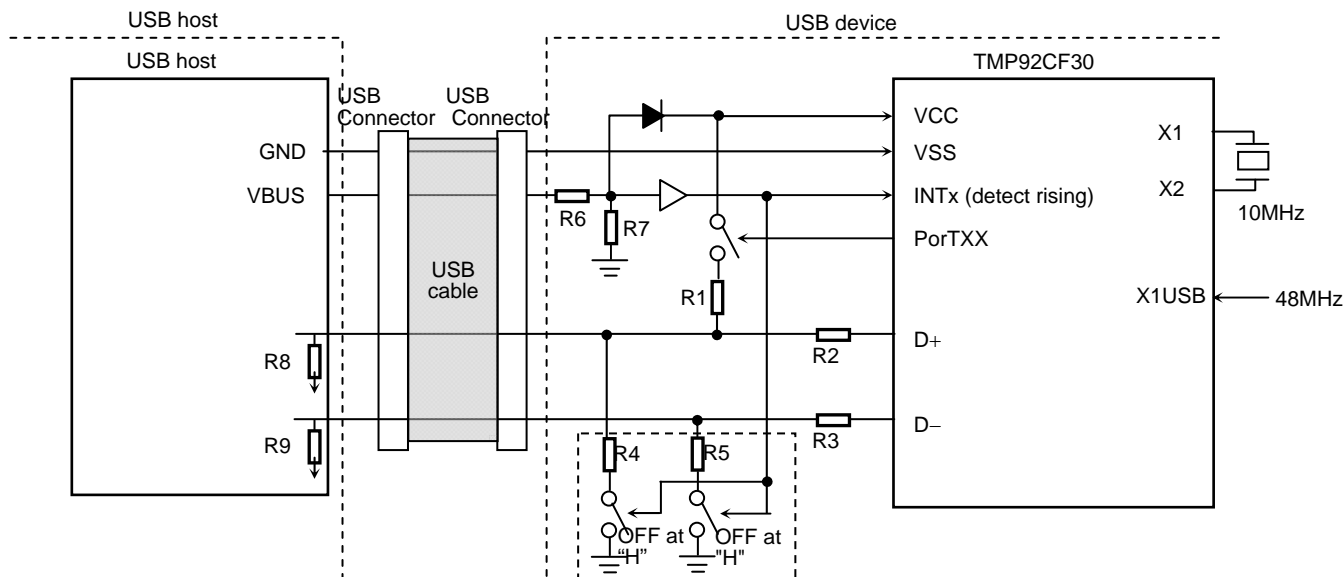 USB host
USB device
USB host
TMP92CF30
USB
Connector
USB
Connector
VCC
X1
GND
VSS
VBUS
INTx (detect rising)
X2
R6
R7
10MHz
PorTXX
USB
cable
R1
X1USB
48MHz
D+
R2
R8
D−
R3
R9
R4
R5
OFF at
“H”
OFF at
"H"